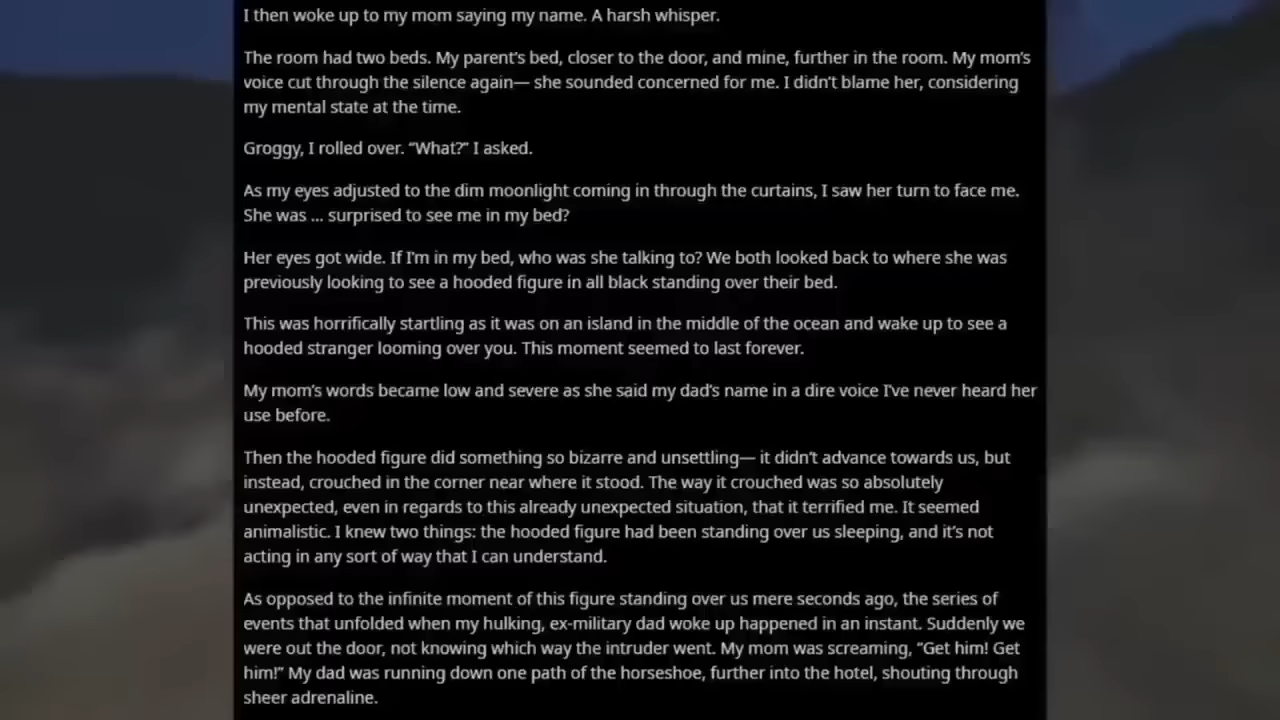 I then woke up to my mom saying my name. A harsh whisper.
The room had two beds. My parent's bed, closer to the door, and mine, further in the room. My mom's
voice cut through the silence again— she sounded concerned for me. I didn't blame her, considering
my mental state at the time.
Groggy, I rolled over. “What?” I asked.
As my eyes adjusted to the dim moonlight coming in through the curtains, I saw her turn to face me.
She was ... surprised to see me in my bed?
Her eyes got wide. If I'm in my bed, who was she talking to? We both looked back to where she was
previously looking to see a hooded figure in all black standing over their bed.
This was horrifically startling as it was on an island in the middle of the ocean and wake up to see a
hooded stranger looming over you. This moment seemed to last forever.
My mom's words became low and severe as she said my dad's name in a dire voice I've never heard her
use before.
Then the hooded figure did something so bizarre and unsettling— it didn't advance towards us, but
instead, crouched in the corner near where it stood. The way it crouched was so absolutely
unexpected, even in regards to this already unexpected situation, that it terrified me. It seemed
animalistic. I knew two things: the hooded figure had been standing over us sleeping, and it's not
acting in any sort of way that I can understand.
As opposed to the infinite moment of this figure standing over us mere seconds ago, the series of
events that unfolded when my hulking, ex-military dad woke up happened in an instant. Suddenly we
were out the door, not knowing which way the intruder went. My mom was screaming, “Get him! Get
him!” My dad was running down one path of the horseshoe, further into the hotel, shouting through
sheer adrenaline.